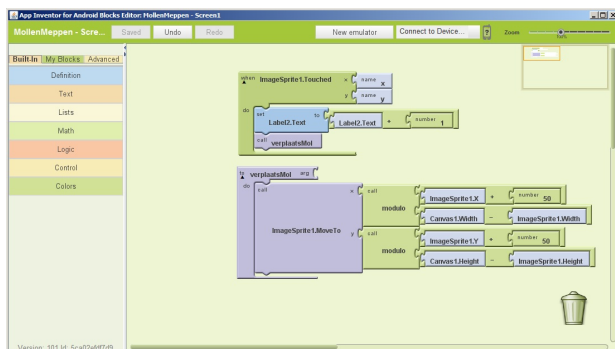 App Inventor for Android Blocks Editor: MollenMeppen - Screen1
MollenMeppen - Scre... Saved Undo Redo New emulator Connect to Device... Zoom
Built-In My Blocks Advanced
Definition
Text
Lists
Math
Logic
Control
Colors
when ImageSprite1.Touched x name x
y name y
do set Label2.Text to Label2.Text + number 1
call verplaatsMol
to verplaatsMol arg
do call ImageSprite1.MoveTo
x call modulo ImageSprite1.X + number 50
Canvas1.Width - ImageSprite1.Width
y call modulo ImageSprite1.Y + number 50
Canvas1.Height - ImageSprite1.Height